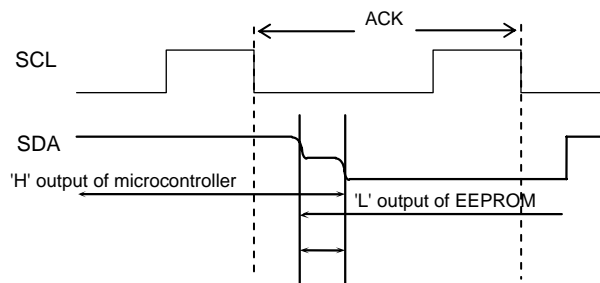 ACK
SCL
SDA
'H' output of microcontroller
'L' output of EEPROM